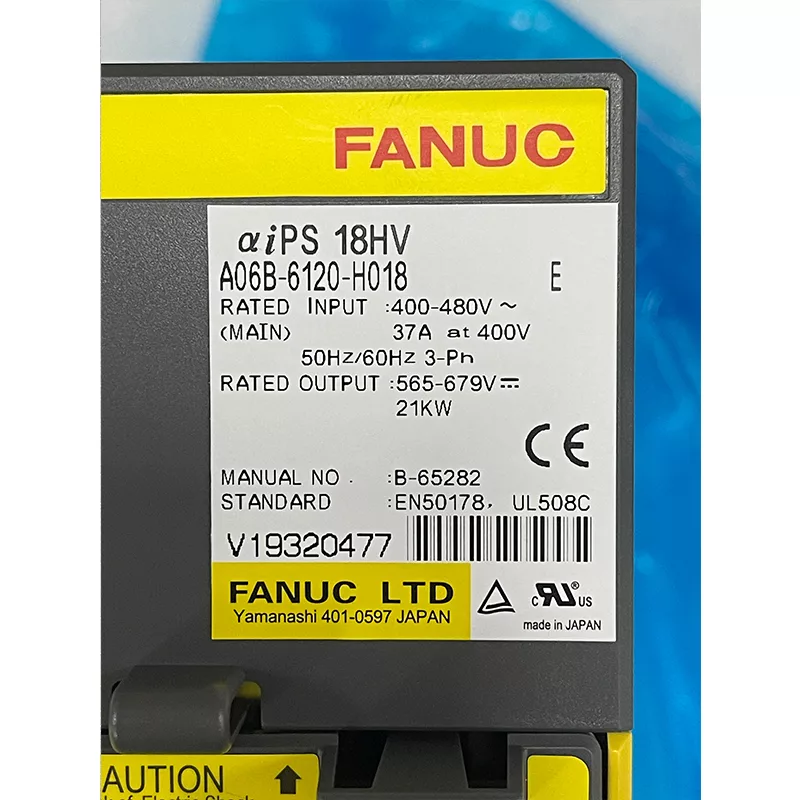 FANUC
αiPS 18HV
A06B-6120-H018 E
RATED INPUT :400-480V ~
(MAIN) 37A at 400V
50Hz/60Hz 3-Ph
RATED OUTPUT :565-679V⎓
21KW
CE
MANUAL NO. :B-65282
STANDARD :EN50178, UL508C
V19320477
FANUC LTD
Yamanashi 401-0597 JAPAN
c RU US
made in JAPAN
AUTION